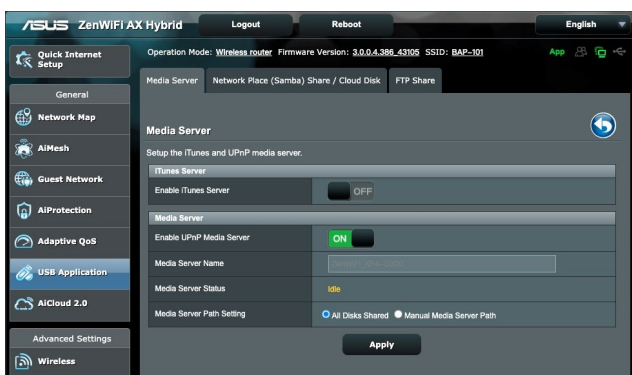 ASUS ZenWiFi AX Hybrid Logout Reboot English
Quick Internet Setup
Operation Mode: Wireless router Firmware Version: 3.0.0.4.386_43105 SSID: BAP-101 App
General
Media Server Network Place (Samba) Share / Cloud Disk FTP Share
Network Map
AiMesh
Guest Network
AiProtection
Adaptive QoS
USB Application
AiCloud 2.0
Advanced Settings
Wireless
Media Server
Setup the iTunes and UPnP media server.
iTunes Server
Enable iTunes Server OFF
Media Server
Enable UPnP Media Server ON
Media Server Name
Media Server Status Idle
Media Server Path Setting All Disks Shared Manual Media Server Path
Apply